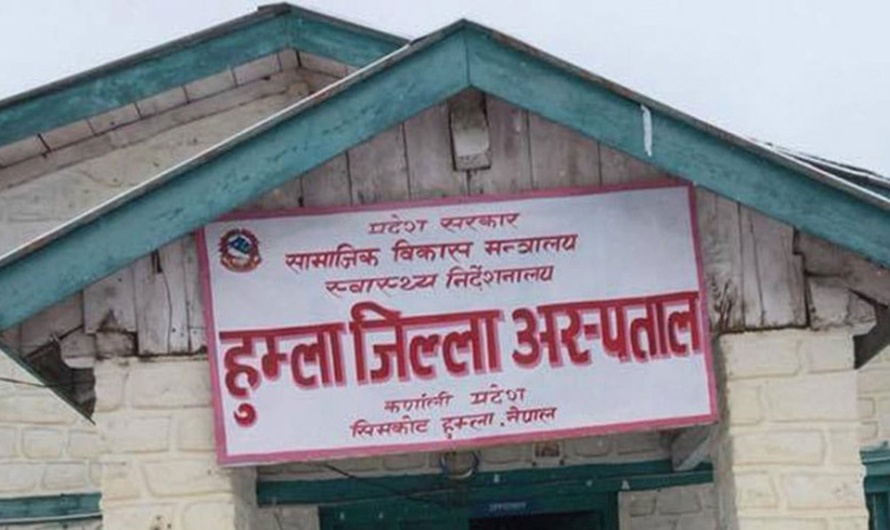 प्रदेश सरकार
सामाजिक विकास मन्त्रालय
स्वास्थ्य निर्देशनालय
हुम्ला जिल्ला अस्पताल
कर्णाली प्रदेश
सिमकोट हुम्ला, नेपाल